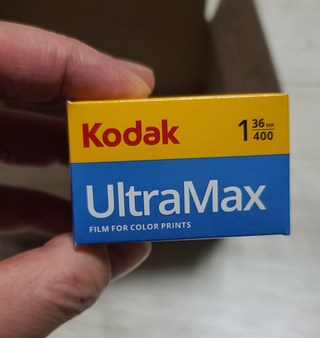 Kodak
1 36 EXP
400
UltraMax
FILM FOR COLOR PRINTS